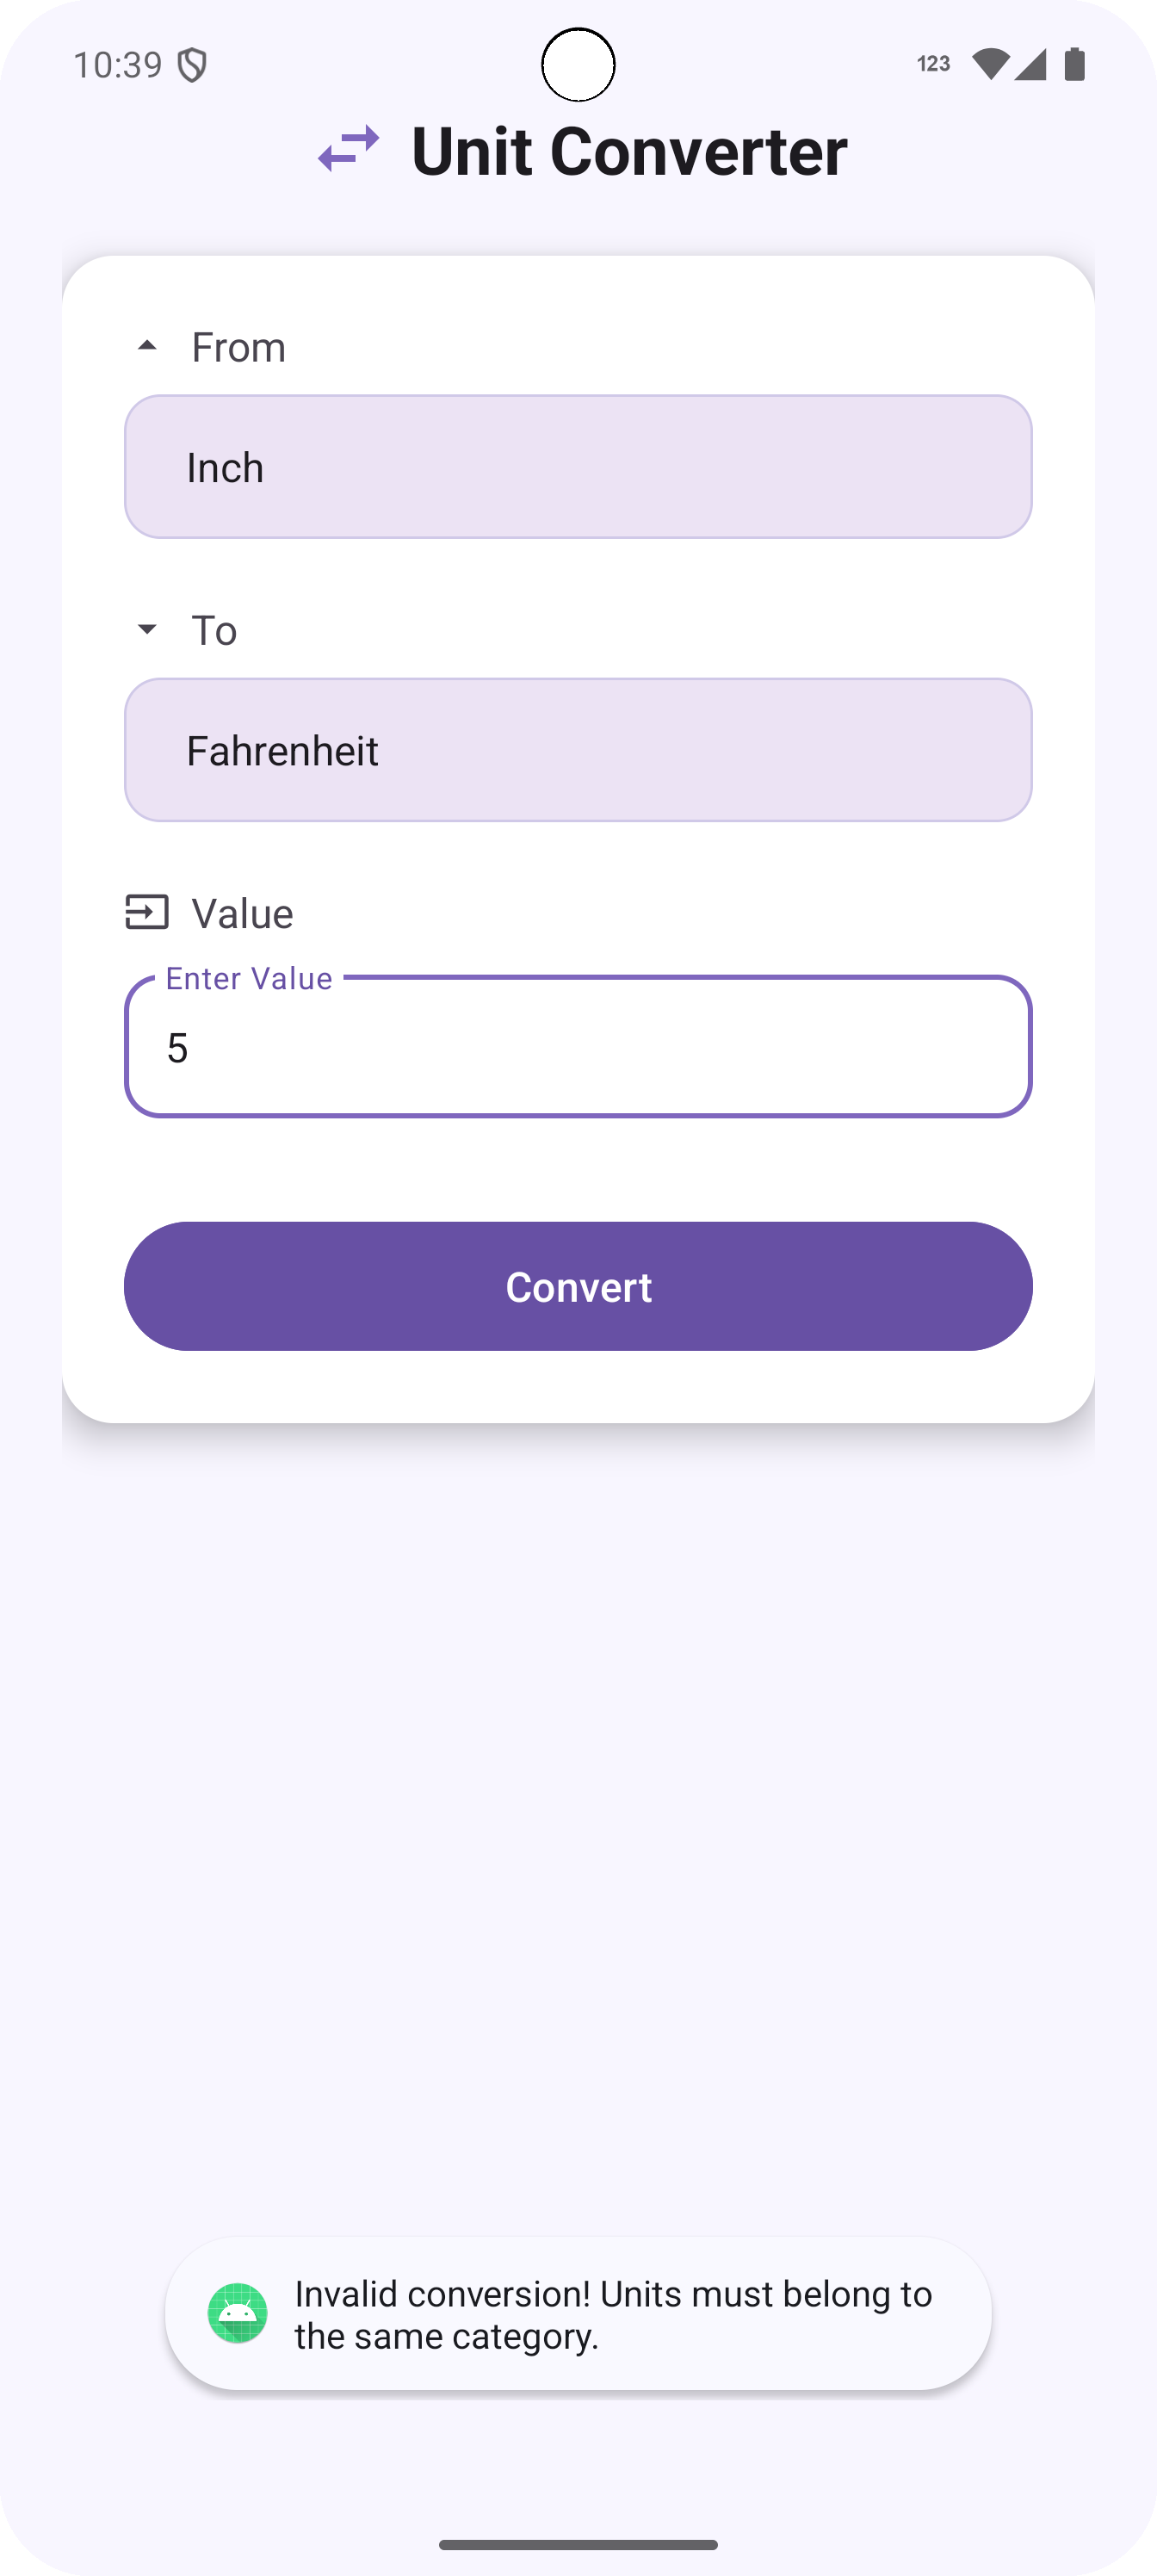 10:39
123
Unit Converter
From
Inch
To
Fahrenheit
Value
Enter Value
5
Convert
Invalid conversion! Units must belong to
the same category.